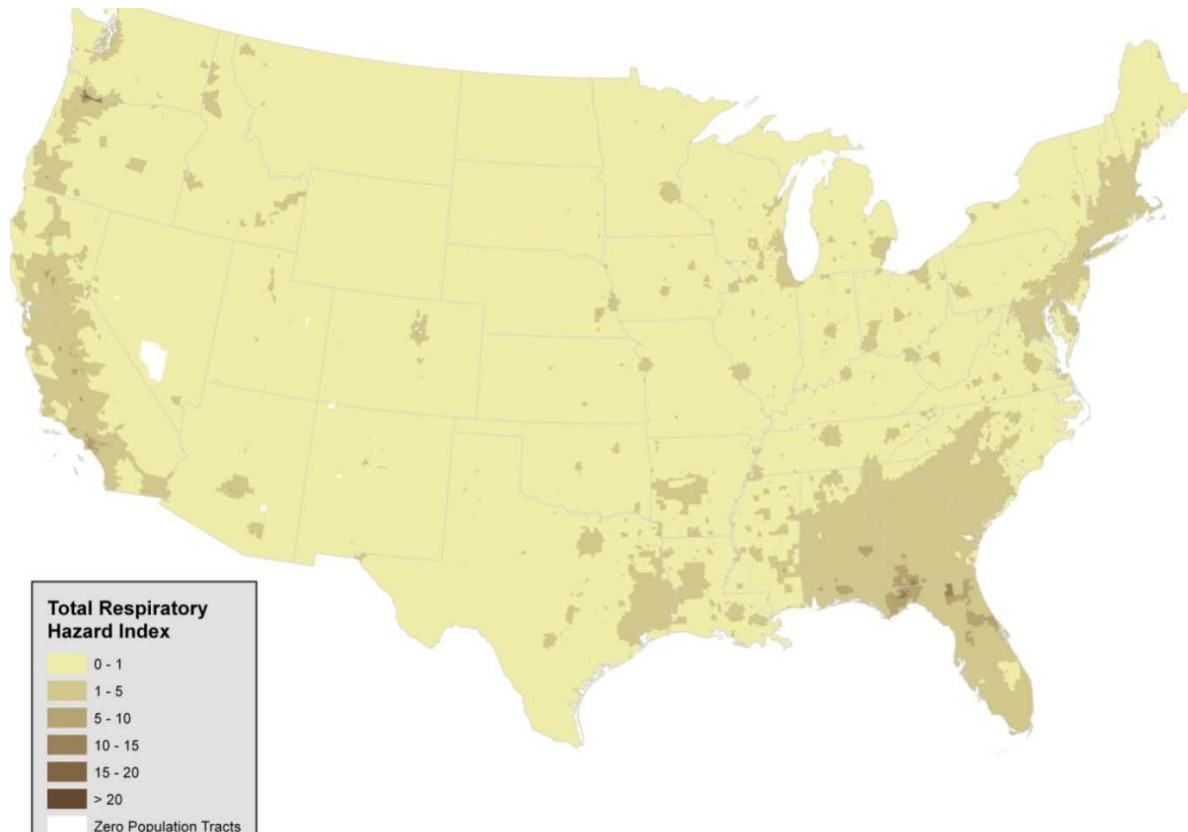 Total Respiratory
Hazard Index
0 - 1
1 - 5
5 - 10
10 - 15
15 - 20
> 20
Zero Population Tracts